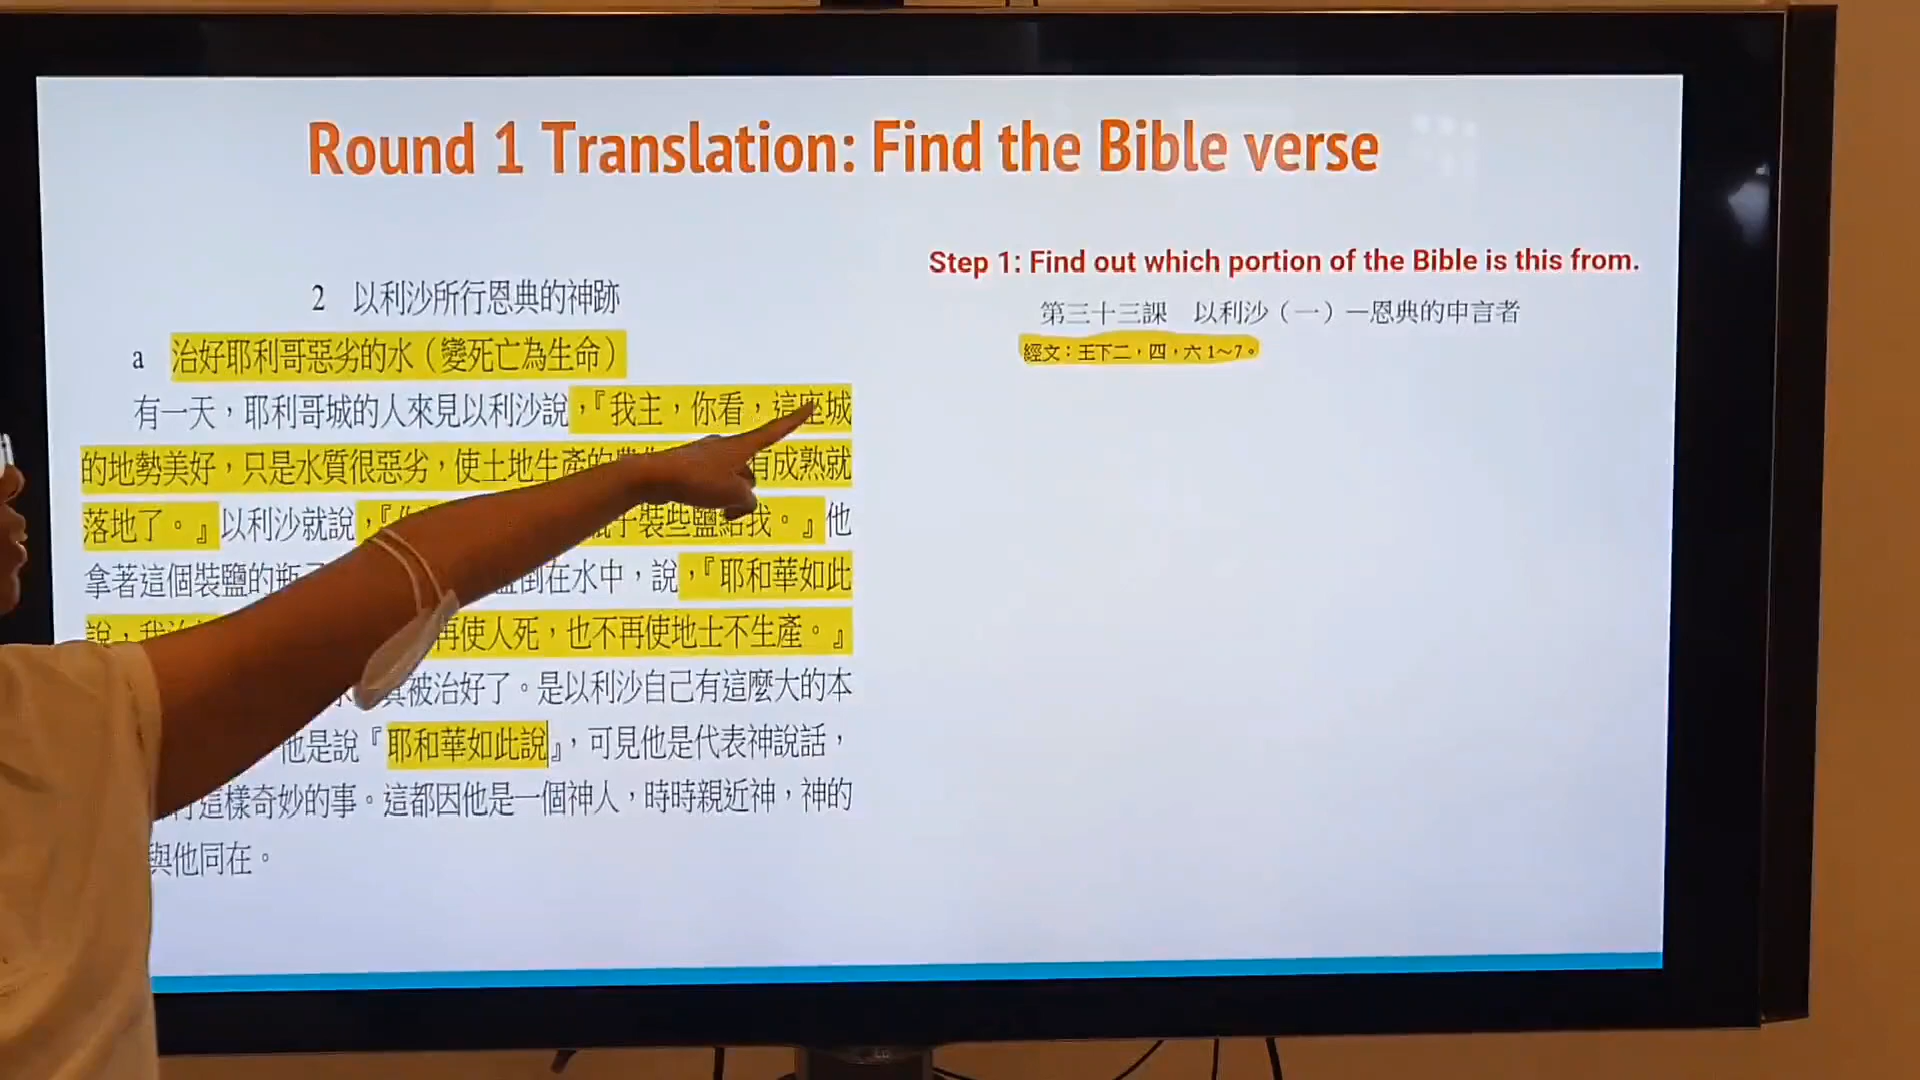 Round 1 Translation: Find the Bible verse
2 以利沙所行恩典的神跡
a 治好耶利哥惡劣的水（變死亡為生命）
有一天，耶利哥城的人來見以利沙說，『我主，你看，這座城
的地勢美好，只是水質很惡劣，使土地生產的 有成熟就
落地了。』以利沙就說，『 裝些鹽給我。』他
拿著這個裝鹽的瓶 倒在水中，說，『耶和華如此
說，我 再使人死，也不再使地土不生產。』
被治好了。是以利沙自己有這麼大的本
他是說『耶和華如此說』，可見他是代表神說話，
這樣奇妙的事。這都因他是一個神人，時時親近神，神的
與他同在。
Step 1: Find out which portion of the Bible is this from.
第三十三課 以利沙（一）—恩典的申言者
經文：王下二，四，六 1～7。